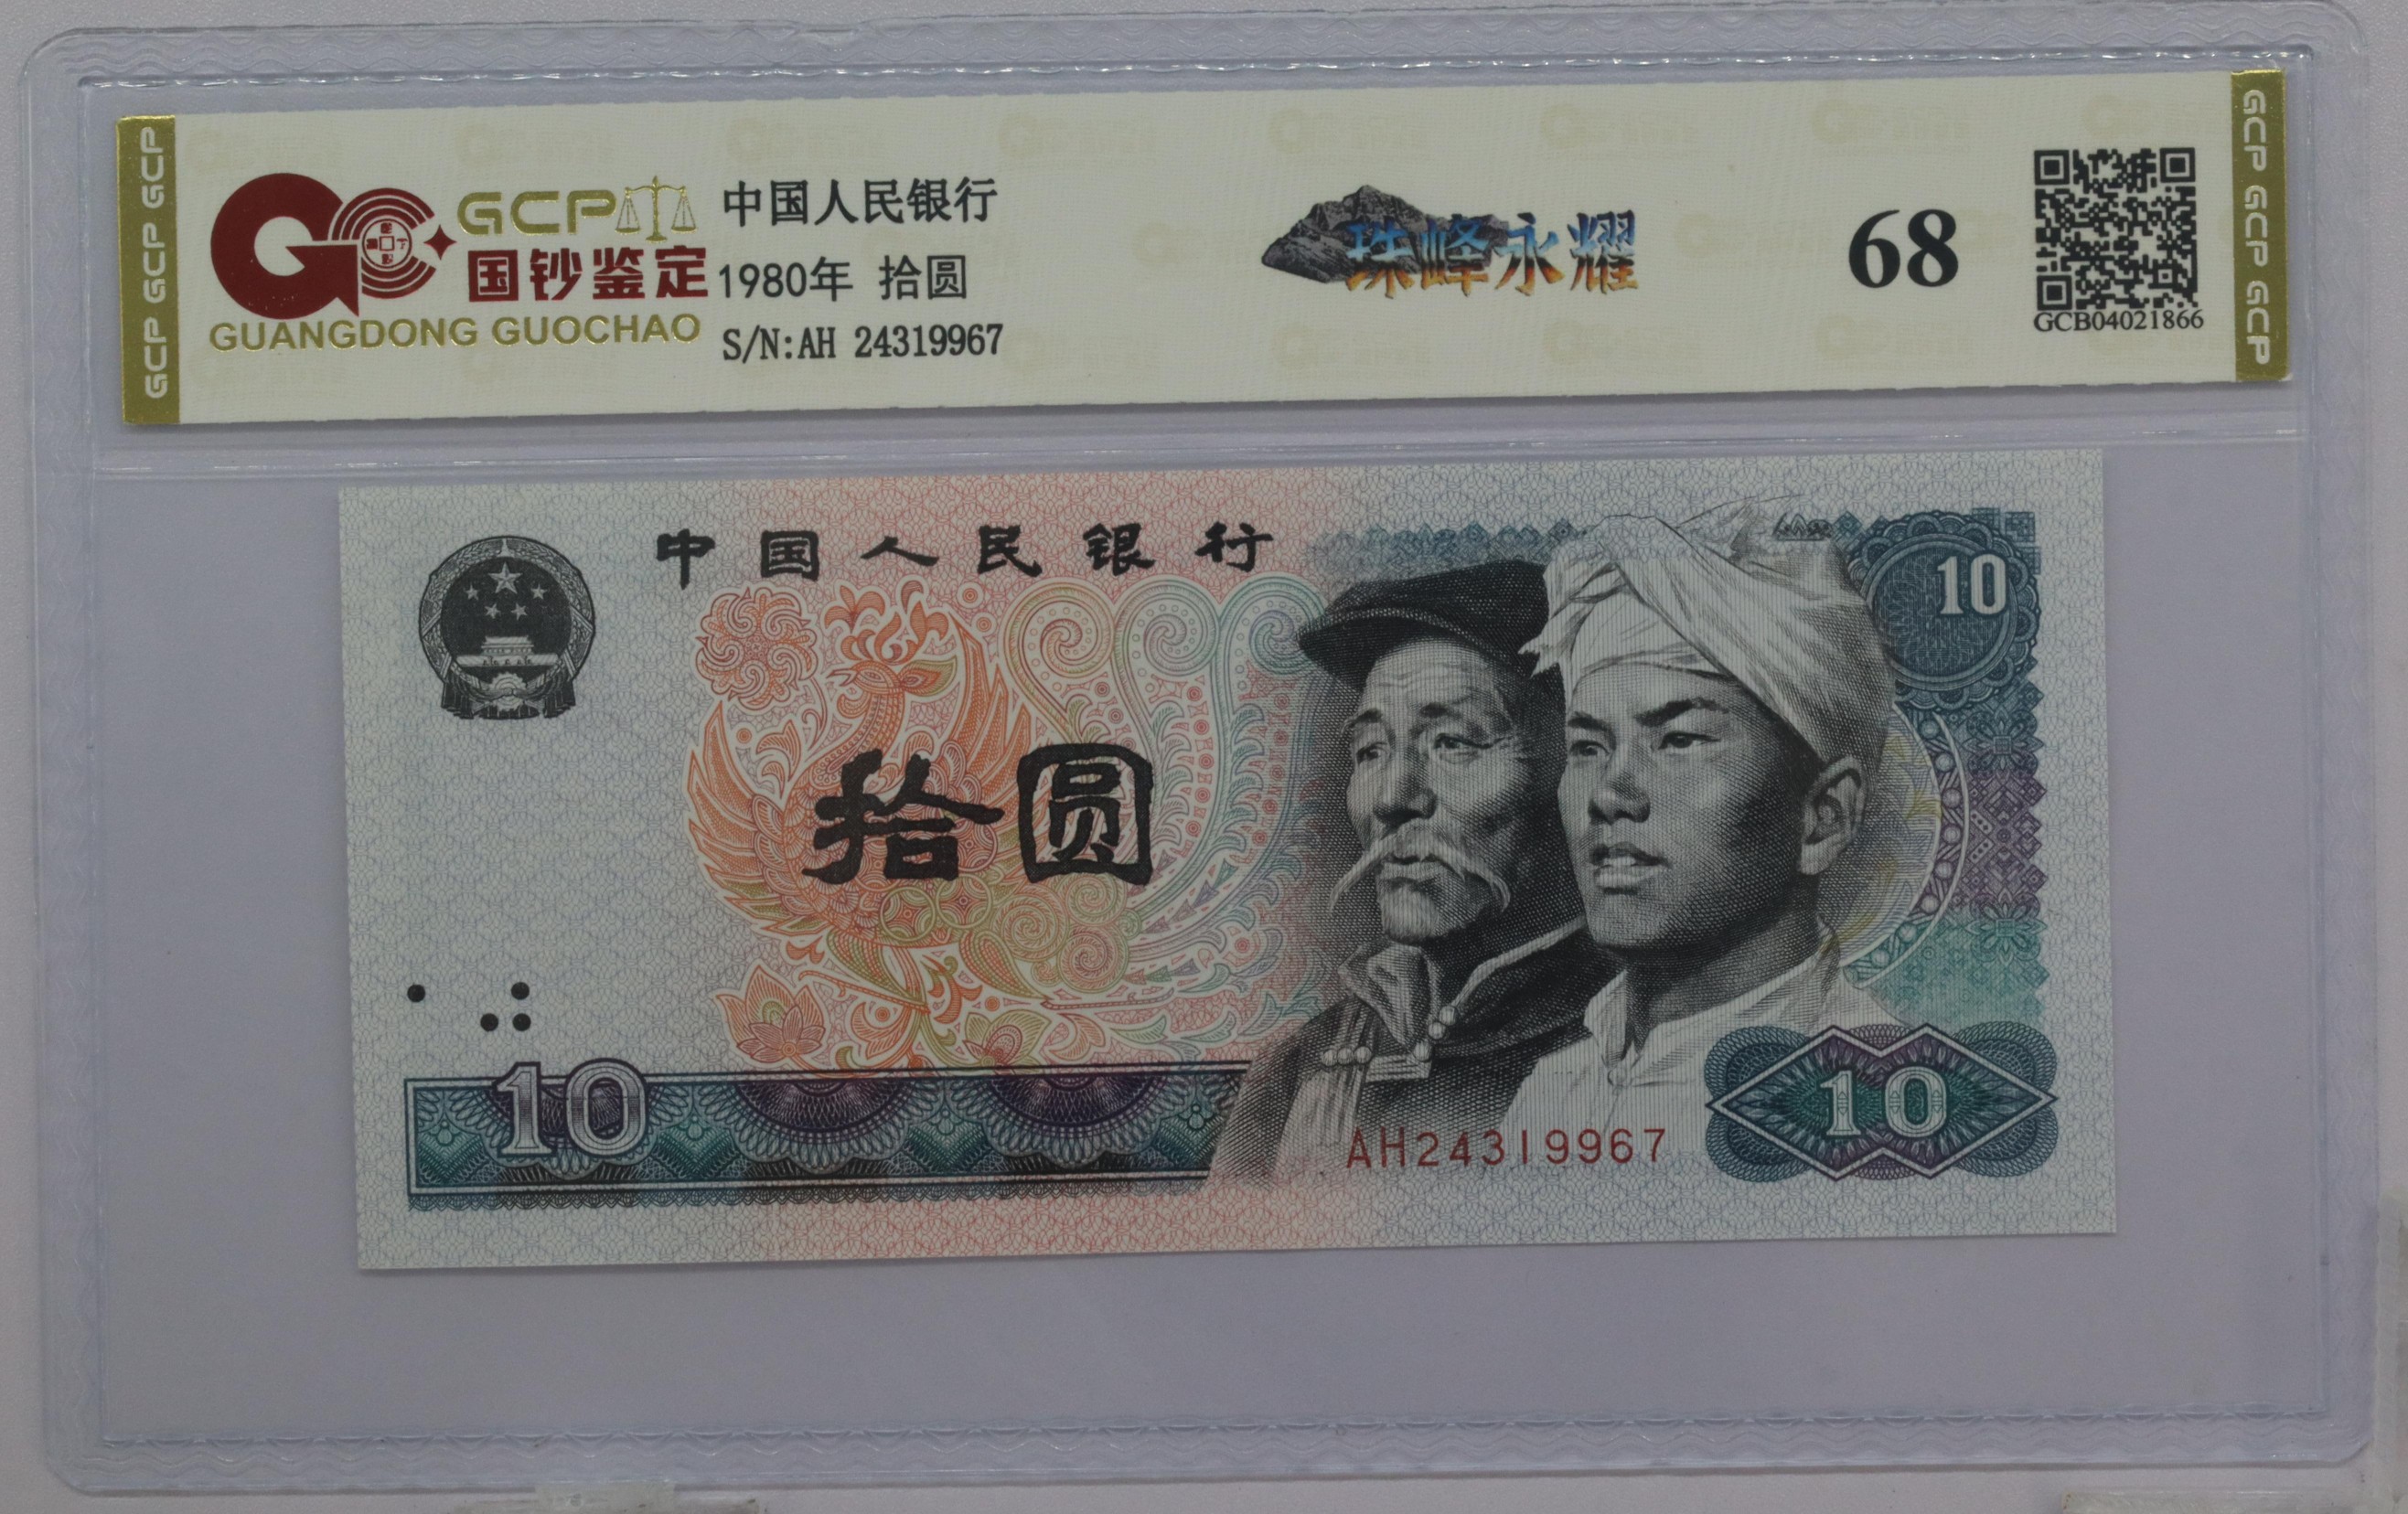 GCP GCP GCP
GCP
国钞鉴定
GUANGDONG GUOCHAO
中国人民银行
1980年 拾圆
S/N:AH 24319967
珠峰永耀
68
GCB04021866
GCP GCP GCP
中国人民银行
10
拾圆
10
AH24319967
10